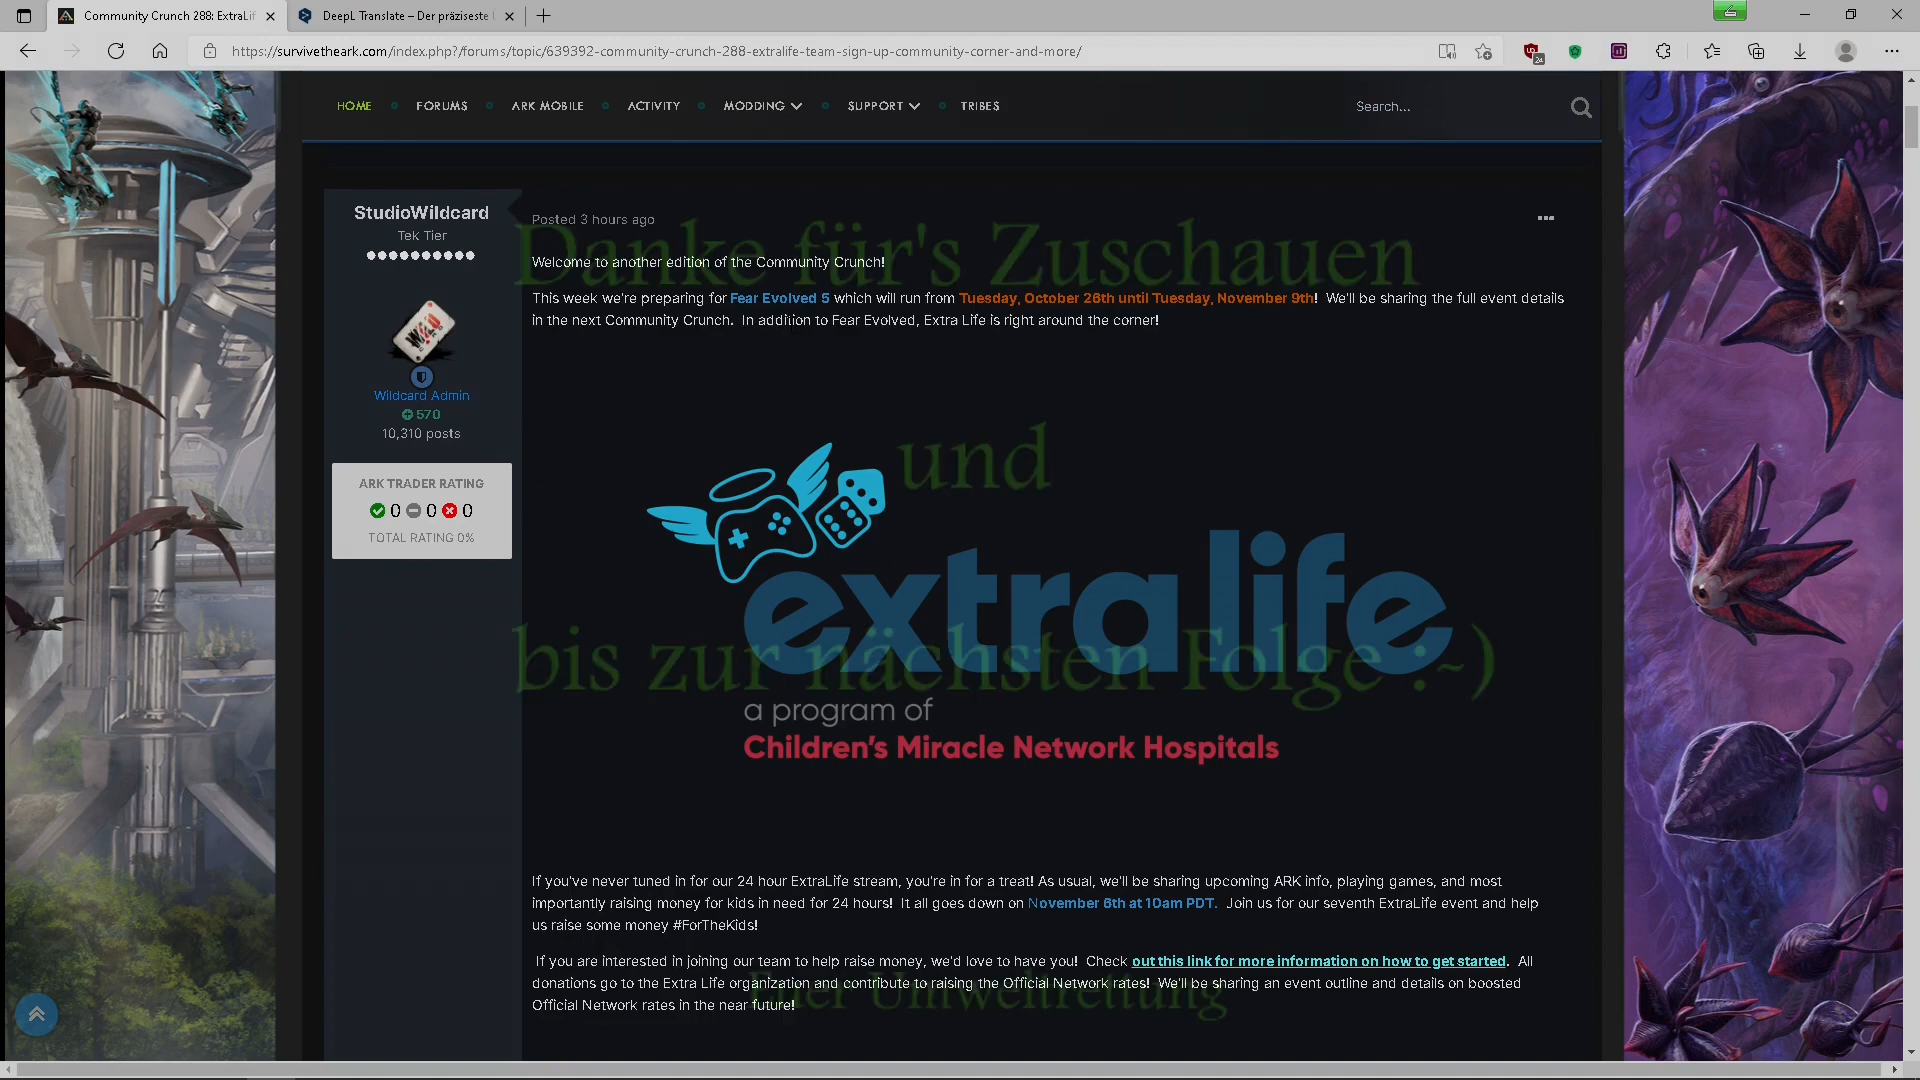 Community Crunch 288: ExtraLif
DeepL Translate – Der präziseste
https://survivetheark.com/index.php?/forums/topic/639392-community-crunch-288-extralife-team-sign-up-community-corner-and-more/
24
HOME
FORUMS
ARK MOBILE
ACTIVITY
MODDING
SUPPORT
TRIBES
Search...
StudioWildcard
Tek Tier
Wildcard Admin
570
10,310 posts
ARK TRADER RATING
0 0 0
TOTAL RATING 0%
Posted 3 hours ago
Danke für's Zuschauen
Welcome to another edition of the Community Crunch!
This week we're preparing for Fear Evolved 5 which will run from Tuesday, October 26th until Tuesday, November 9th! We'll be sharing the full event details
in the next Community Crunch. In addition to Fear Evolved, Extra Life is right around the corner!
und
extralife
bis zur nächsten Folge :-)
a program of
Children's Miracle Network Hospitals
If you've never tuned in for our 24 hour ExtraLife stream, you're in for a treat! As usual, we'll be sharing upcoming ARK info, playing games, and most
importantly raising money for kids in need for 24 hours! It all goes down on November 6th at 10am PDT. Join us for our seventh ExtraLife event and help
us raise some money #ForTheKids!
If you are interested in joining our team to help raise money, we'd love to have you! Check out this link for more information on how to get started. All
donations go to the Extra Life organization and contribute to raising the Official Network rates! We'll be sharing an event outline and details on boosted
Official Network rates in the near future!
Euer Umweltrettung